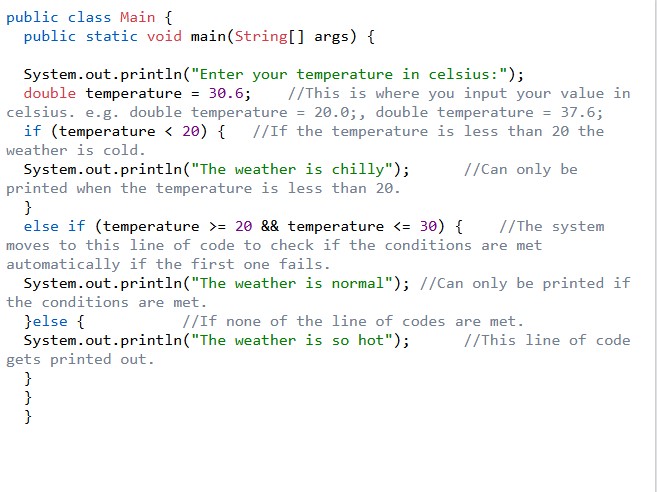 public class Main {
public static void main(String[] args) {
System.out.println("Enter your temperature in celsius:");
double temperature = 30.6;    //This is where you input your value in
celsius. e.g. double temperature = 20.0;, double temperature = 37.6;
if (temperature < 20) {   //If the temperature is less than 20 the
weather is cold.
System.out.println("The weather is chilly");      //Can only be
printed when the temperature is less than 20.
}
else if (temperature >= 20 && temperature <= 30) {    //The system
moves to this line of code to check if the conditions are met
automatically if the first one fails.
System.out.println("The weather is normal"); //Can only be printed if
the conditions are met.
}else {           //If none of the line of codes are met.
System.out.println("The weather is so hot");      //This line of code
gets printed out.
}
}
}